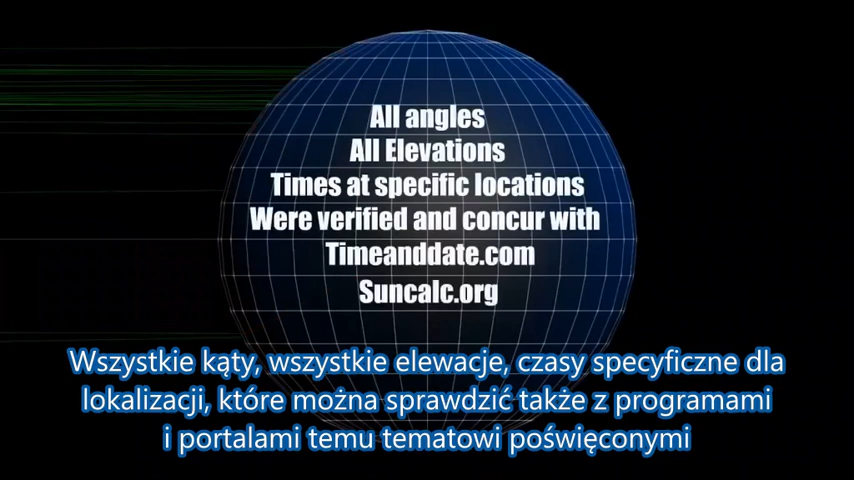 All angles
All Elevations
Times at specific locations
Were verified and concur with
Timeanddate.com
Suncalc.org
Wszystkie kąty, wszystkie elewacje, czasy specyficzne dla
lokalizacji, które można sprawdzić także z programami
i portalami temu tematowi poświęconymi